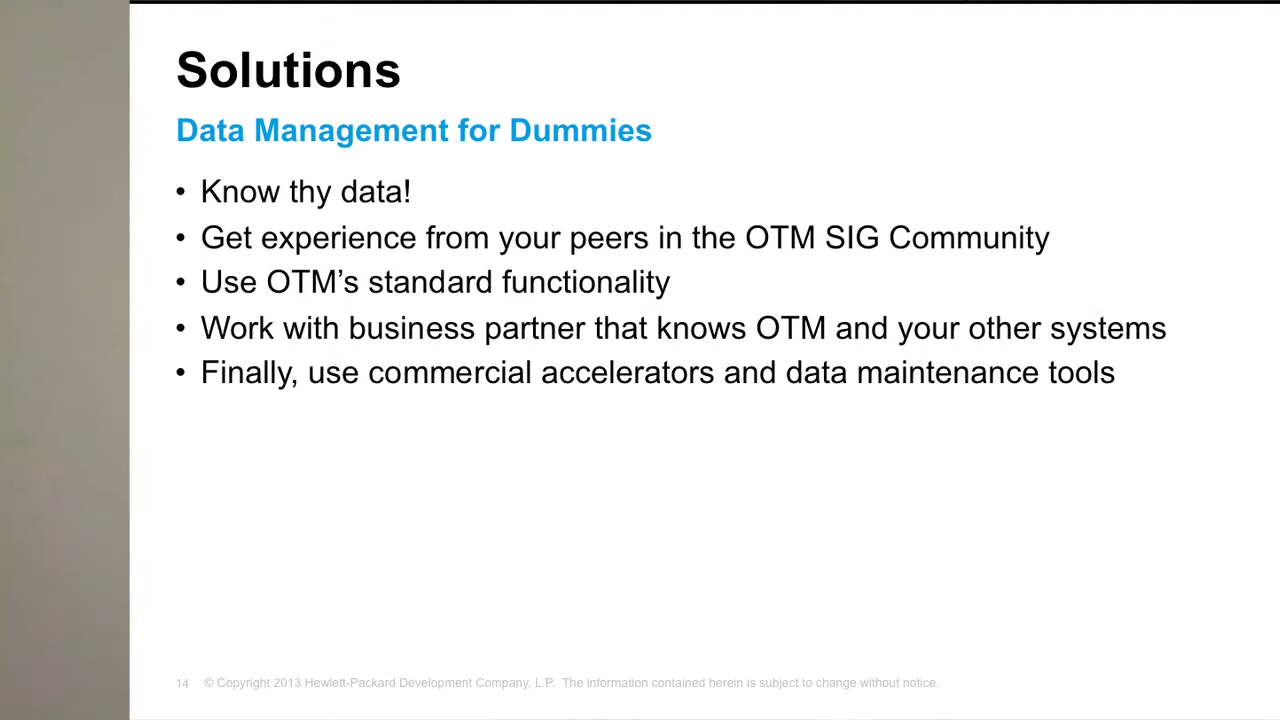 Solutions
Data Management for Dummies
• Know thy data!
• Get experience from your peers in the OTM SIG Community
• Use OTM’s standard functionality
• Work with business partner that knows OTM and your other systems
• Finally, use commercial accelerators and data maintenance tools
14 © Copyright 2013 Hewlett-Packard Development Company, L.P. The information contained herein is subject to change without notice.